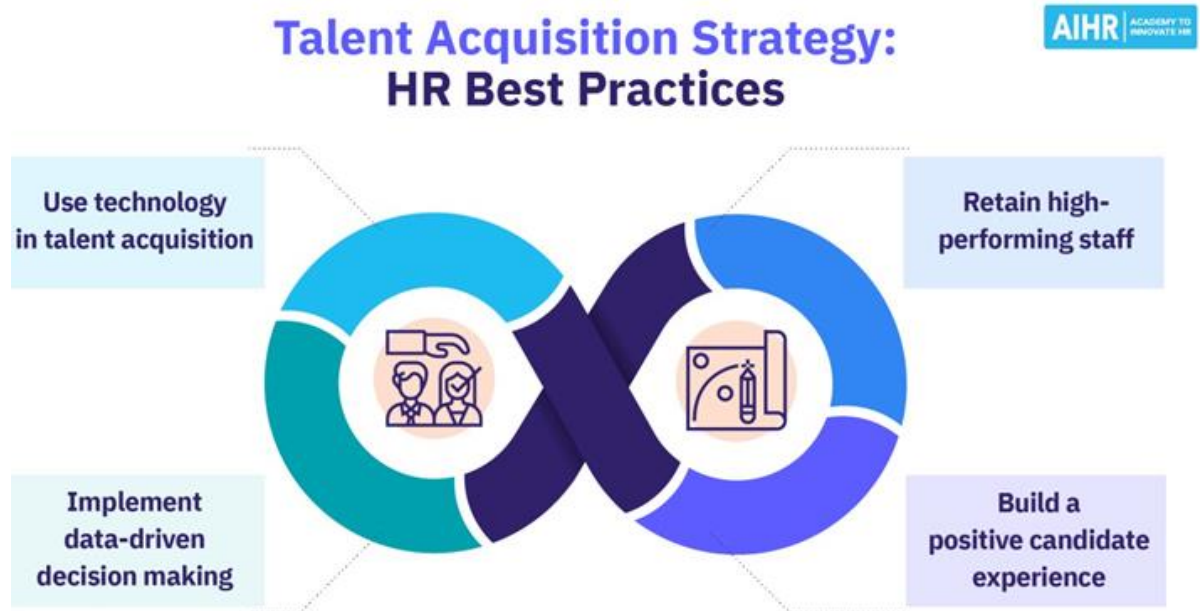 Talent Acquisition Strategy:
HR Best Practices
AIHR
ACADEMY TO
INNOVATE HR
Use technology
in talent acquisition
Retain high-
performing staff
Implement
data-driven
decision making
Build a
positive candidate
experience